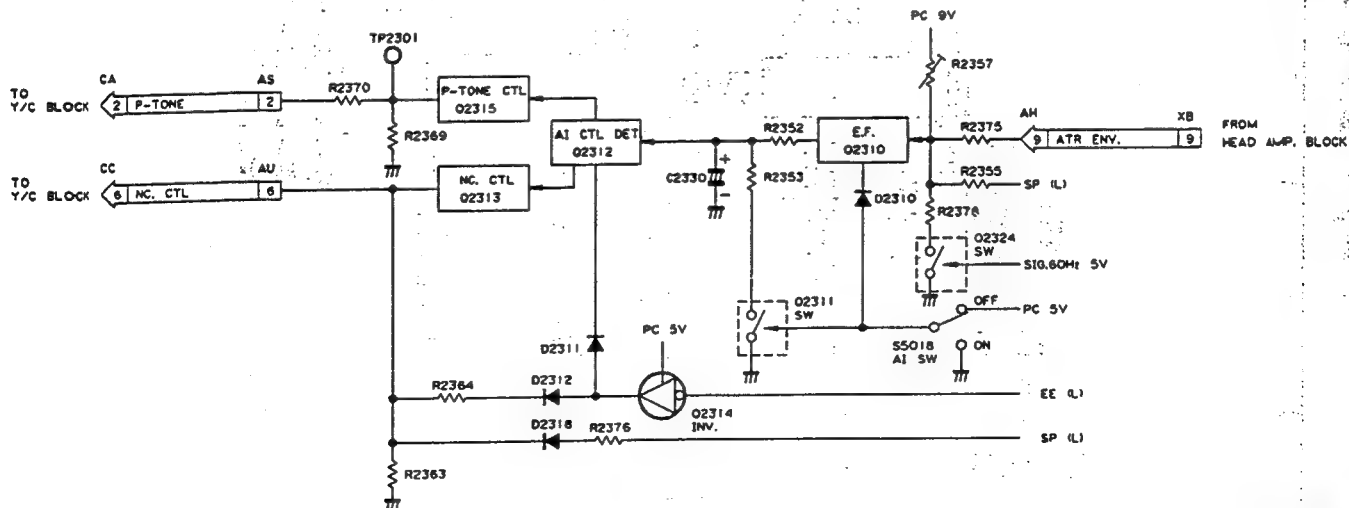 PC 9V
TP2301
R2357
CA
AS
TO
Y/C BLOCK
2 P-TONE 2
R2370
P-TONE CTL
Q2315
R2369
AI CTL DET
Q2312
R2352
E.F.
Q2310
R2375
AH
XB
9 ATR ENV. 9
FROM
HEAD AMP. BLOCK
CC
AU
TO
Y/C BLOCK
6 NC. CTL 6
NC. CTL
Q2313
C2330
+
-
R2353
D2310
R2355
SP (L)
R2378
Q2324
SW
SIG.60Hz 5V
Q2311
SW
OFF
PC 5V
S5018
AI SW
ON
PC 5V
D2311
R2364
D2312
Q2314
INV.
EE (L)
D2318
R2376
SP (L)
R2363